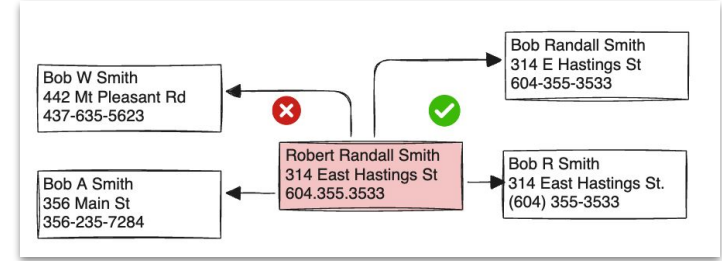 Bob W Smith
442 Mt Pleasant Rd
437-635-5623
Bob A Smith
356 Main St
356-235-7284
Robert Randall Smith
314 East Hastings St
604.355.3533
Bob Randall Smith
314 E Hastings St
604-355-3533
Bob R Smith
314 East Hastings St.
(604) 355-3533